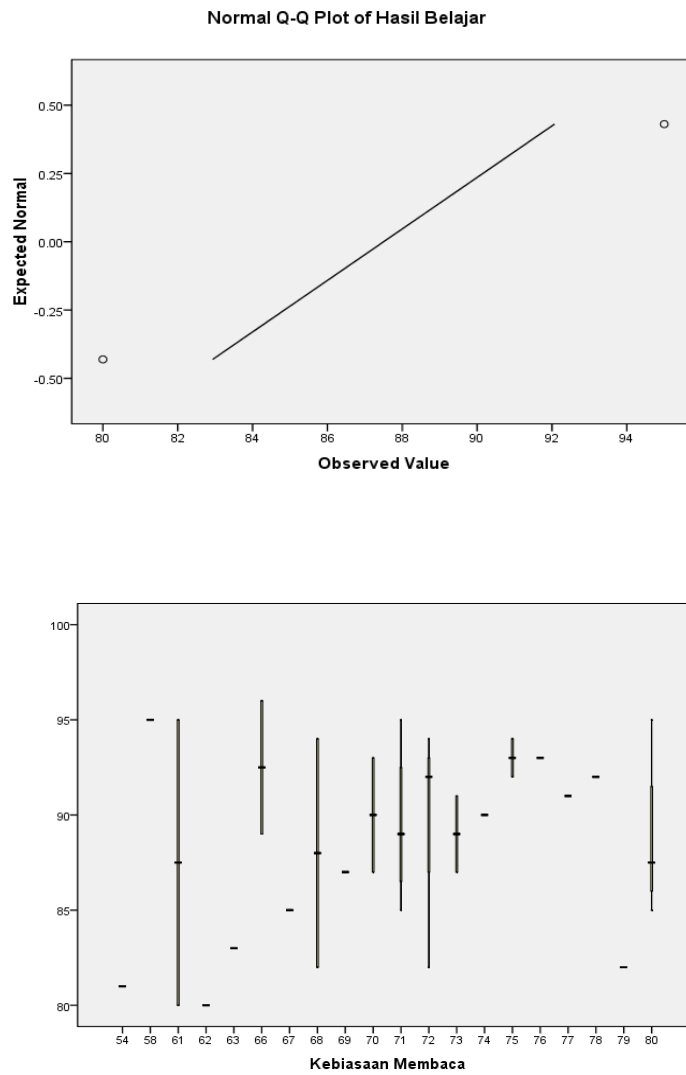 Normal Q-Q Plot of Hasil Belajar
0.50
0.25
0.00
-0.25
-0.50
Expected Normal
80 82 84 86 88 90 92 94
Observed Value
100
95
90
85
80
54 58 61 62 63 66 67 68 69 70 71 72 73 74 75 76 77 78 79 80
Kebiasaan Membaca